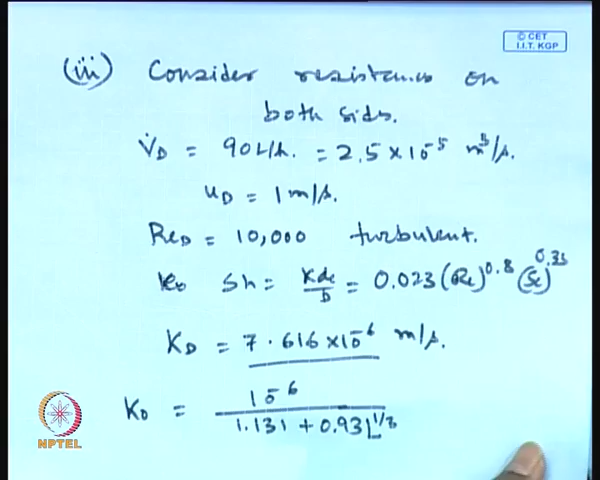 © CET
I.I.T. KGP
(iii) Consider resistances on
both sides.
V̇D = 90 L/h. = 2.5 × 10⁻⁵ m³/s.
uD = 1 m/s.
ReD = 10,000 turbulent.
Sh = Kde/D = 0.023 (Re)^0.8 (Sc)^0.33
KD = 7.616 × 10⁻⁶ m/s.
K0 = 10⁻⁶ / 1.131 + 0.93 L^1/3
NPTEL